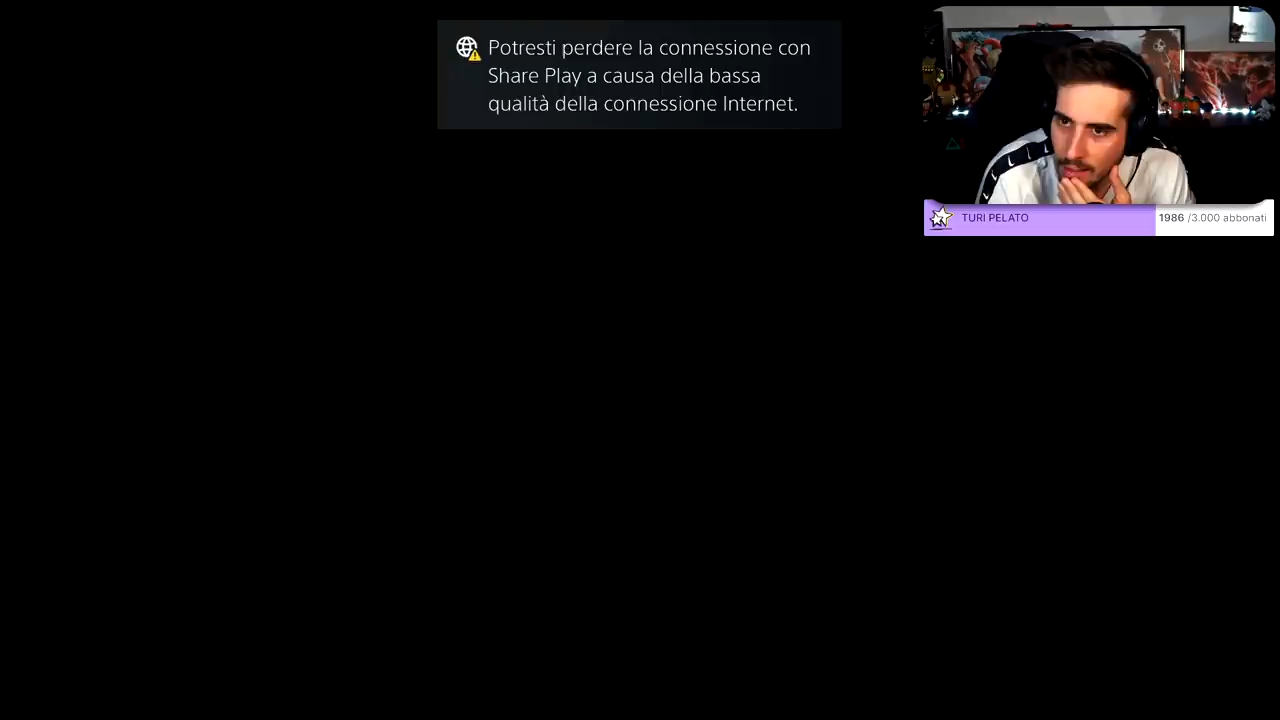 Potresti perdere la connessione con
Share Play a causa della bassa
qualità della connessione Internet.
TURI PELATO
1986 /3.000 abbonati